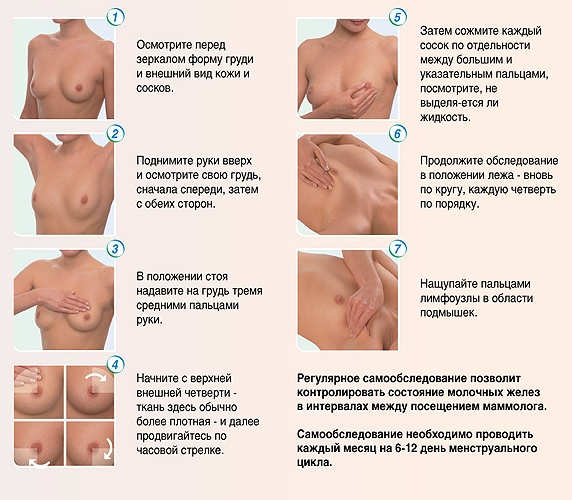 1
Осмотрите перед
зеркалом форму груди
и внешний вид кожи и
сосков.
2
Поднимите руки вверх
и осмотрите свою грудь,
сначала спереди, затем
с обеих сторон.
3
В положении стоя
надавите на грудь тремя
средними пальцами
руки.
4
Начните с верхней
внешней четверти -
ткань здесь обычно
более плотная - и далее
продвигайтесь по
часовой стрелке.
5
Затем сожмите каждый
сосок по отдельности
между большим и
указательным пальцами,
посмотрите, не
выделя-ется ли
жидкость.
6
Продолжите обследование
в положении лежа - вновь
по кругу, каждую четверть
по порядку.
7
Нащупайте пальцами
лимфоузлы в области
подмышек.
Регулярное самообследование позволит
контролировать состояние молочных желез
в интервалах между посещением маммолога.
Самообследование необходимо проводить
каждый месяц на 6-12 день менструального
цикла.